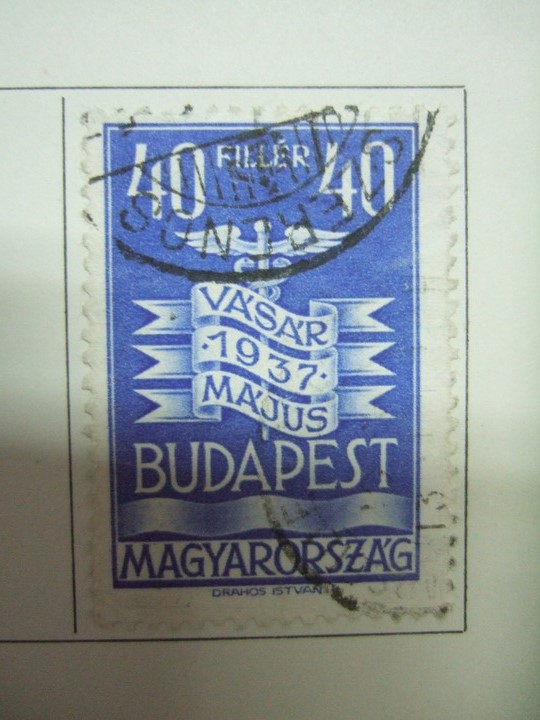 40 FILLÉR 40
VÁSÁR
·1937·
MÁJUS
BUDAPEST
MAGYARORSZÁG
DRAHOS ISTVÁN